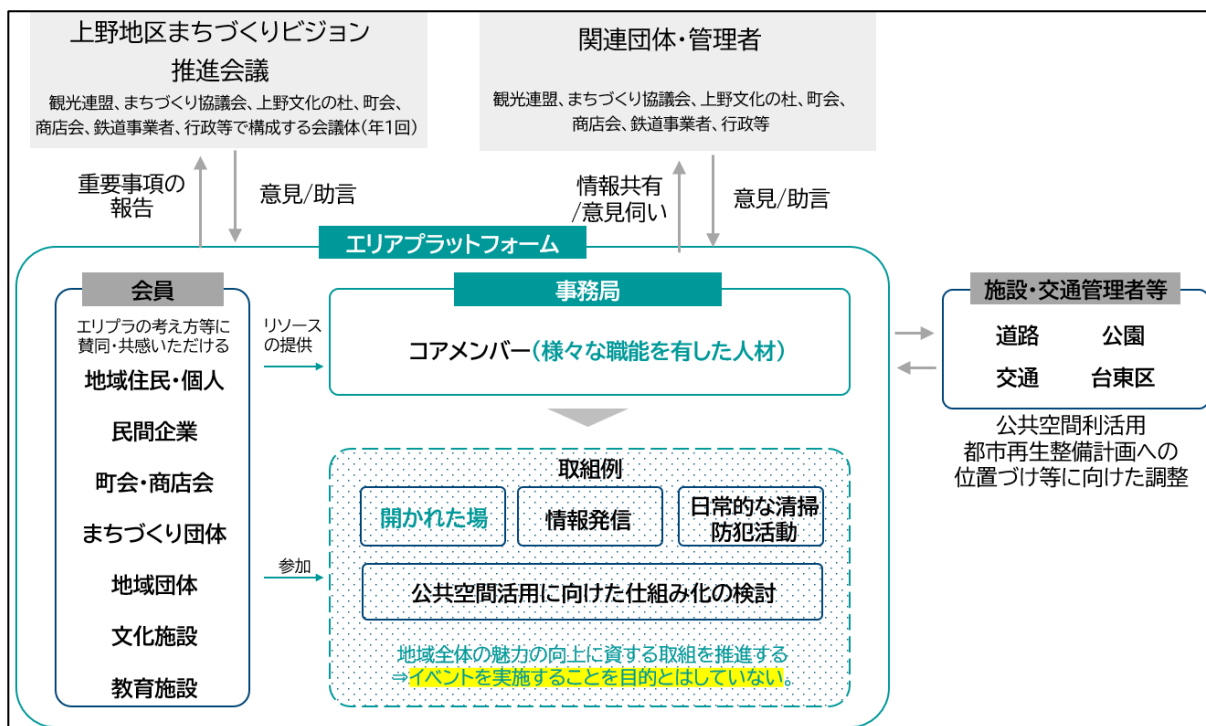 上野地区まちづくりビジョン
推進会議
観光連盟、まちづくり協議会、上野文化の杜、町会、
商店会、鉄道事業者、行政等で構成する会議体(年1回)
関連団体・管理者
観光連盟、まちづくり協議会、上野文化の杜、町会、
商店会、鉄道事業者、行政等
重要事項の
報告
意見/助言
情報共有
/意見伺い
意見/助言
エリアプラットフォーム
会員
エリプラの考え方等に
賛同・共感いただける
地域住民・個人
民間企業
町会・商店会
まちづくり団体
地域団体
文化施設
教育施設
リソース
の提供
参加
事務局
コアメンバー(様々な職能を有した人材)
取組例
開かれた場
情報発信
日常的な清掃
防犯活動
公共空間活用に向けた仕組み化の検討
地域全体の魅力の向上に資する取組を推進する
⇒イベントを実施することを目的とはしていない。
施設・交通管理者等
道路 公園
交通 台東区
公共空間利活用
都市再生整備計画への
位置づけ等に向けた調整